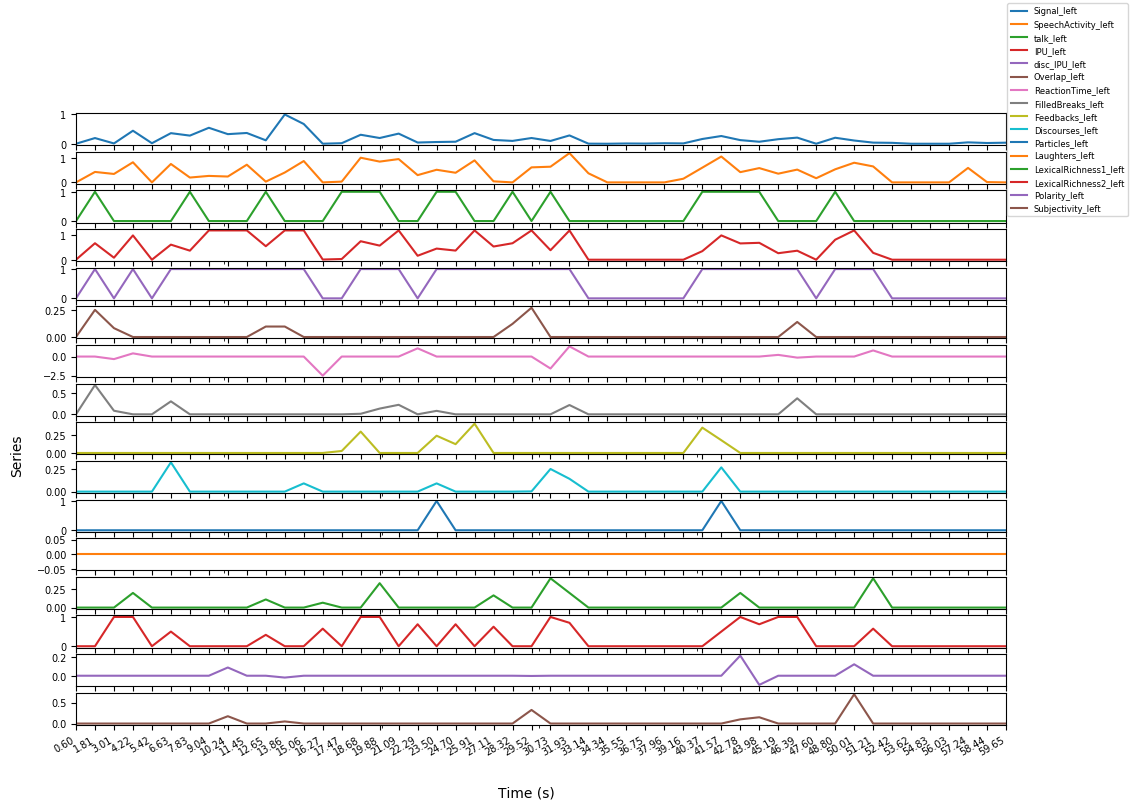 Signal_left
SpeechActivity_left
talk_left
IPU_left
disc_IPU_left
Overlap_left
ReactionTime_left
FilledBreaks_left
Feedbacks_left
Discourses_left
Particles_left
Laughters_left
LexicalRichness1_left
LexicalRichness2_left
Polarity_left
Subjectivity_left
1
0
1
0
1
0
1
0
1
0
0.25
0.00
0.0
−2.5
0.5
0.0
0.25
0.00
0.25
0.00
1
0
0.05
0.00
−0.05
0.25
0.00
1
0
0.2
0.0
0.5
0.0
Series
0.60 1.81 3.01 4.22 5.42 6.63 7.83 9.04 10.24 11.45 12.65 13.86 15.06 16.27 17.47 18.68 19.88 21.09 22.29 23.50 24.70 25.91 27.11 28.32 29.52 30.73 31.93 33.14 34.34 35.55 36.75 37.96 39.16 40.37 41.57 42.78 43.98 45.19 46.39 47.60 48.80 50.01 51.21 52.42 53.62 54.83 56.03 57.24 58.44 59.65
Time (s)